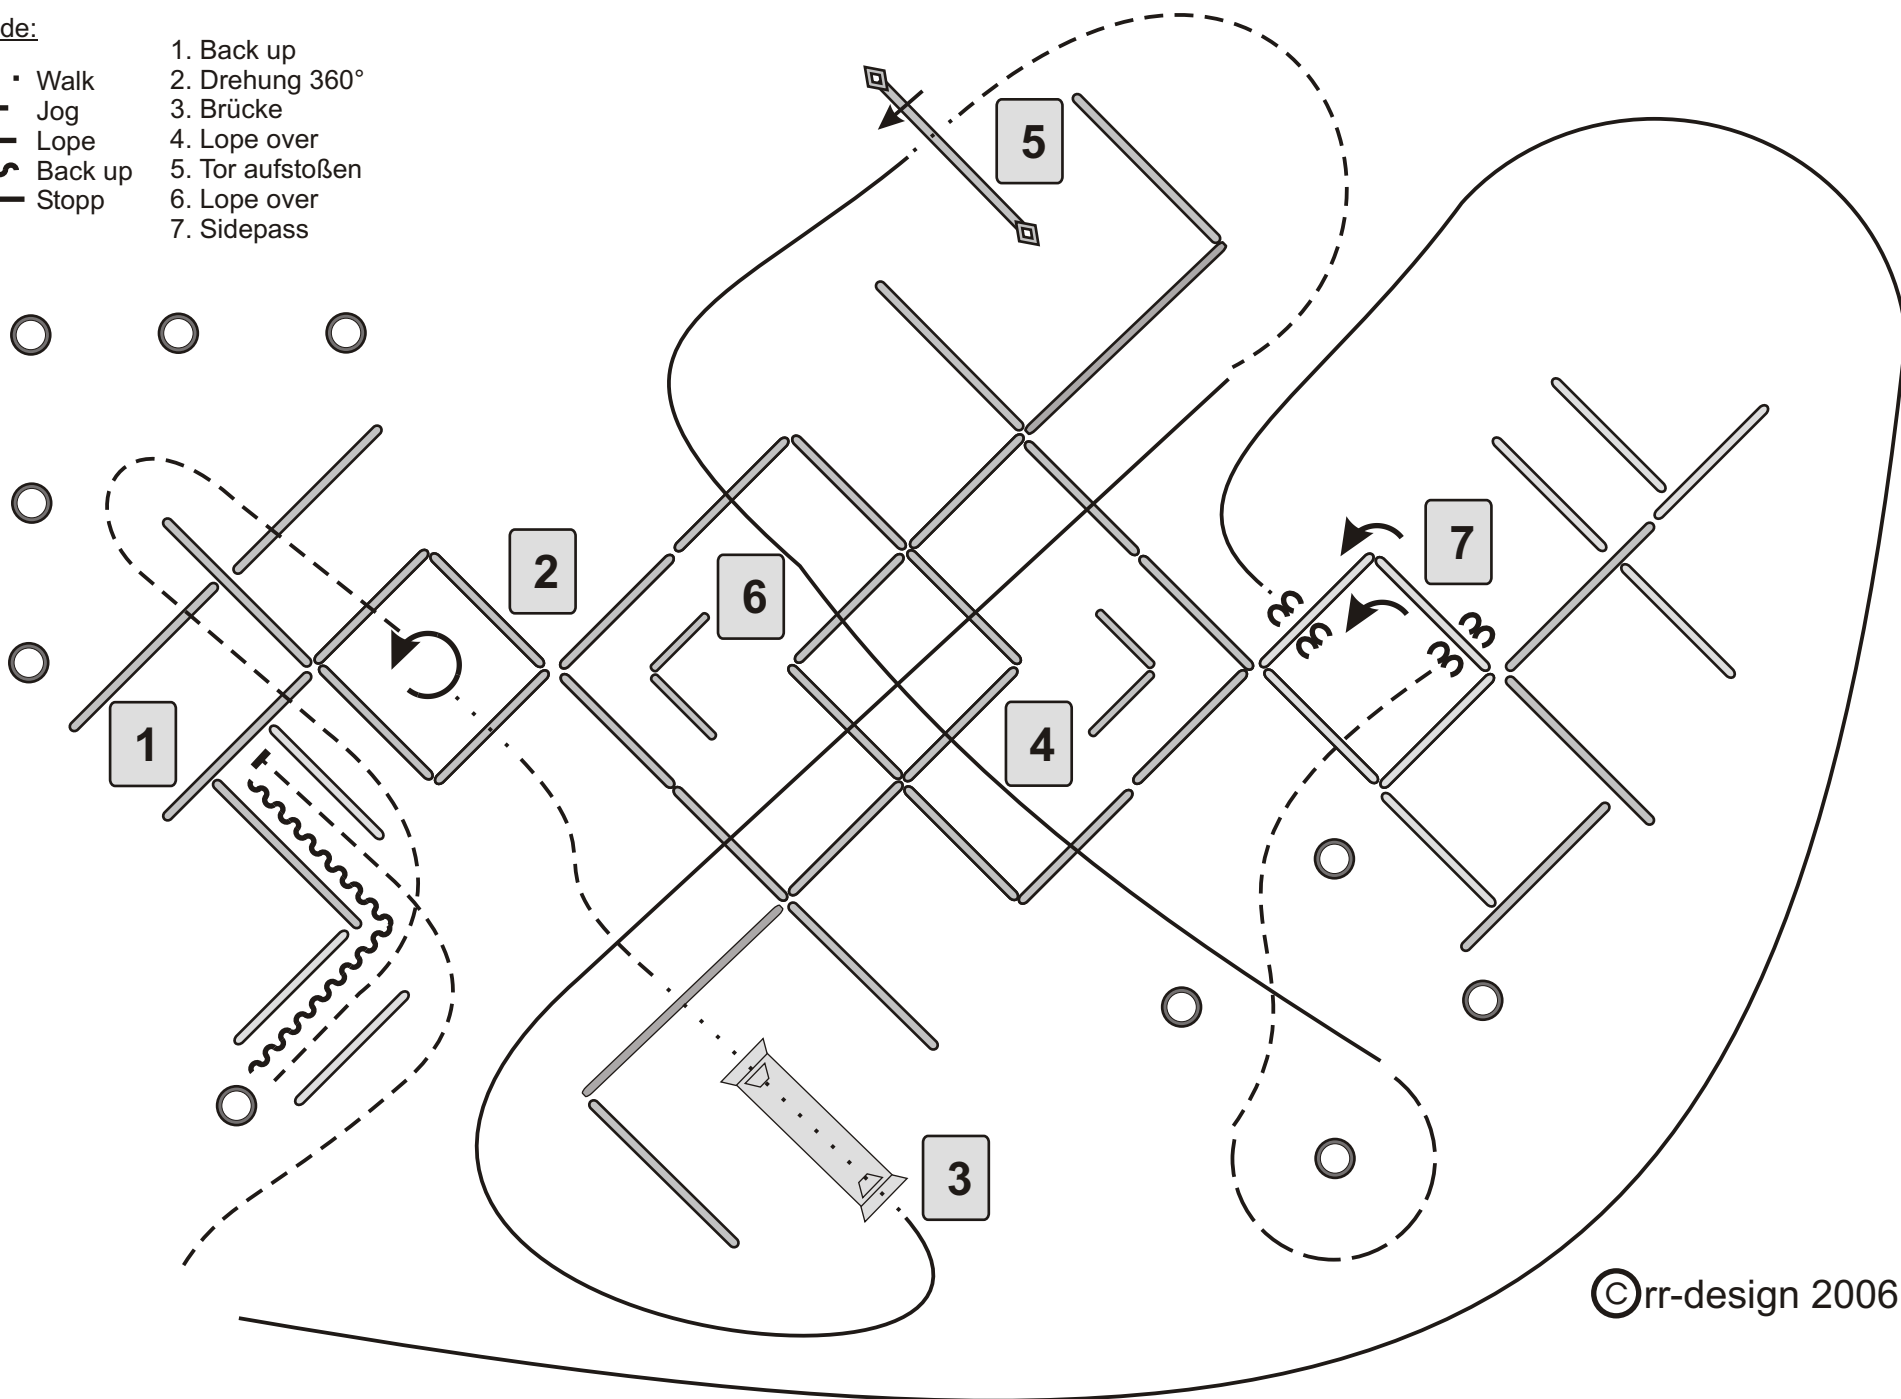 de:
Walk
Jog
Lope
Back up
Stopp
1. Back up
2. Drehung 360°
3. Brücke
4. Lope over
5. Tor aufstoßen
6. Lope over
7. Sidepass
5
7
2
6
1
4
3
©rr-design 2006